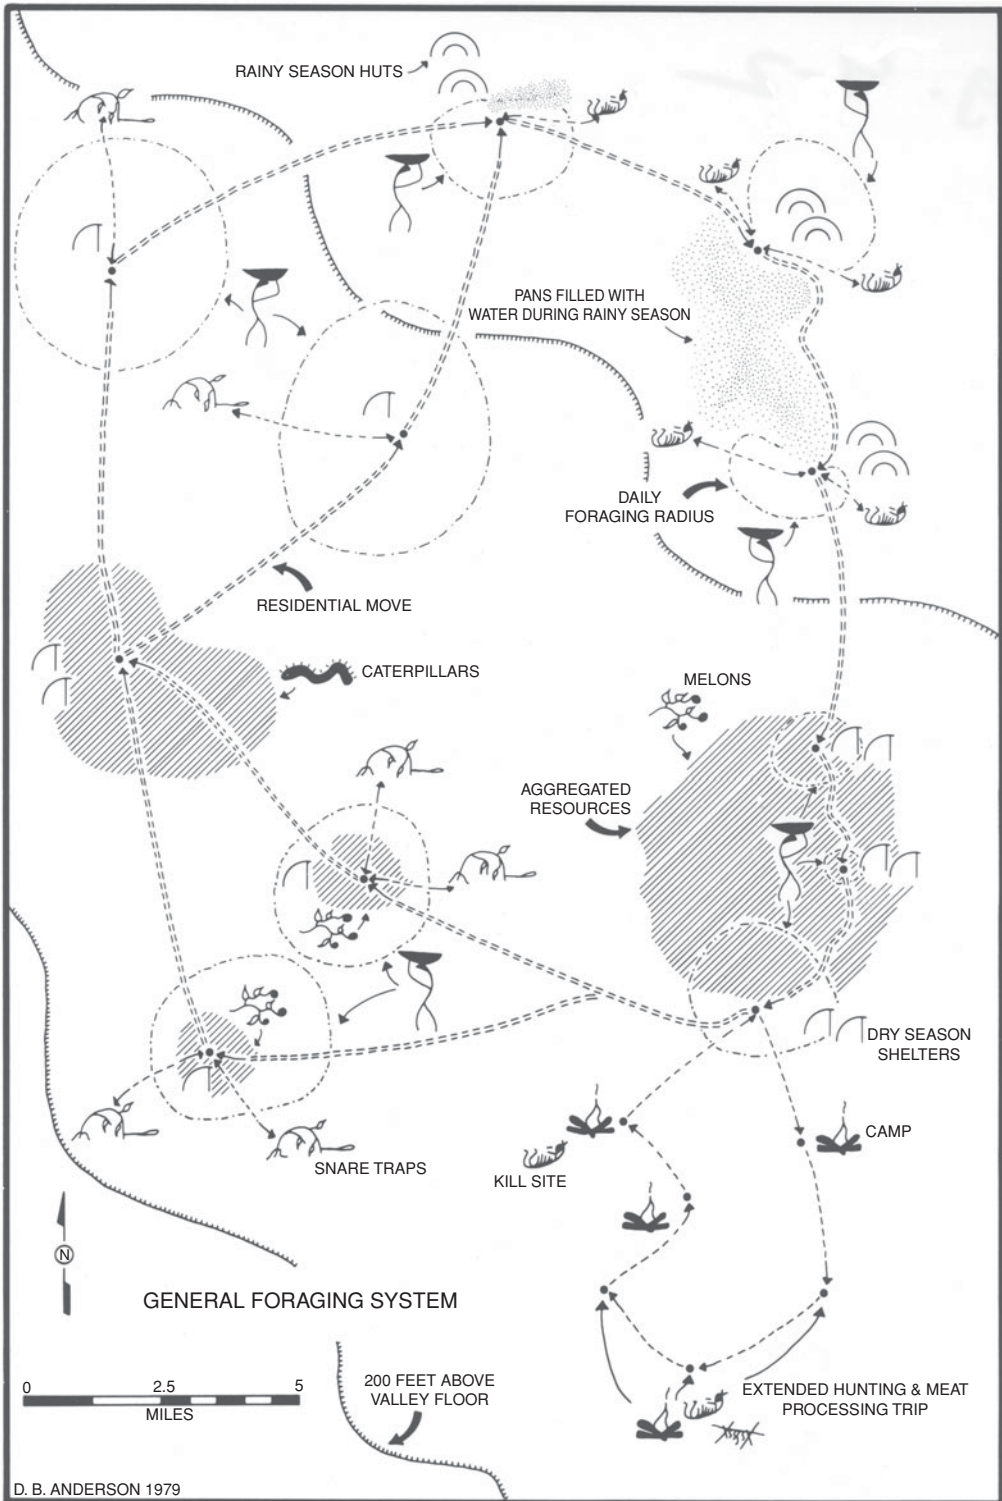 RAINY SEASON HUTS
PANS FILLED WITH
WATER DURING RAINY SEASON
DAILY
FORAGING RADIUS
RESIDENTIAL MOVE
CATERPILLARS
MELONS
AGGREGATED
RESOURCES
DRY SEASON
SHELTERS
CAMP
SNARE TRAPS
KILL SITE
N
GENERAL FORAGING SYSTEM
0 2.5 5
MILES
200 FEET ABOVE
VALLEY FLOOR
EXTENDED HUNTING & MEAT
PROCESSING TRIP
D. B. ANDERSON 1979